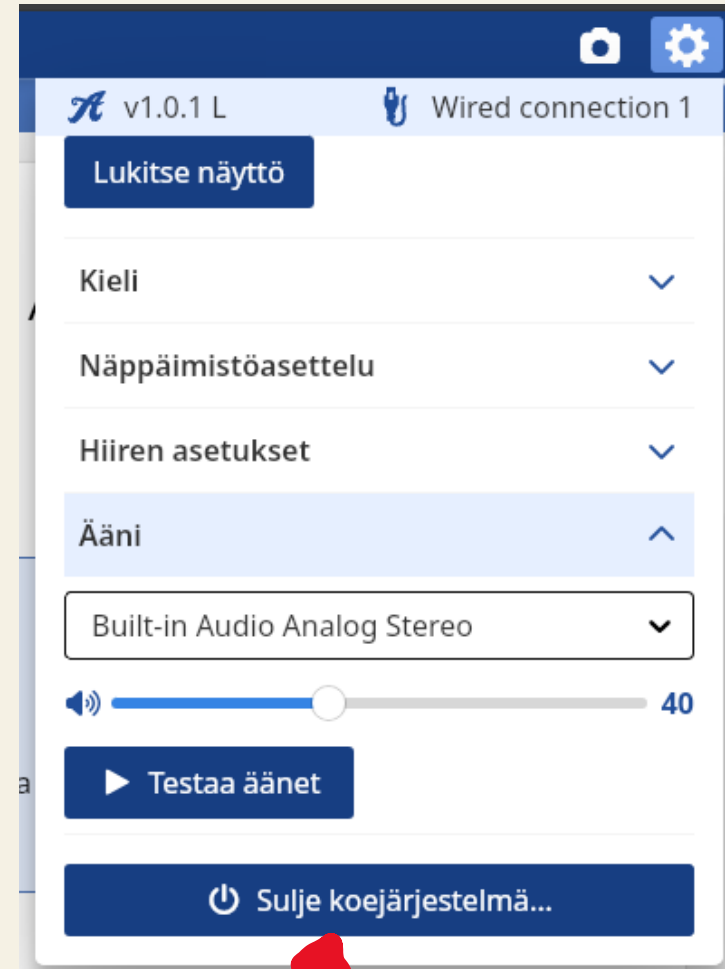 v1.0.1 L
Wired connection 1
Lukitse näyttö
Kieli
Näppäimistöasettelu
Hiiren asetukset
Ääni
Built-in Audio Analog Stereo
40
Testaa äänet
Sulje koejärjestelmä...